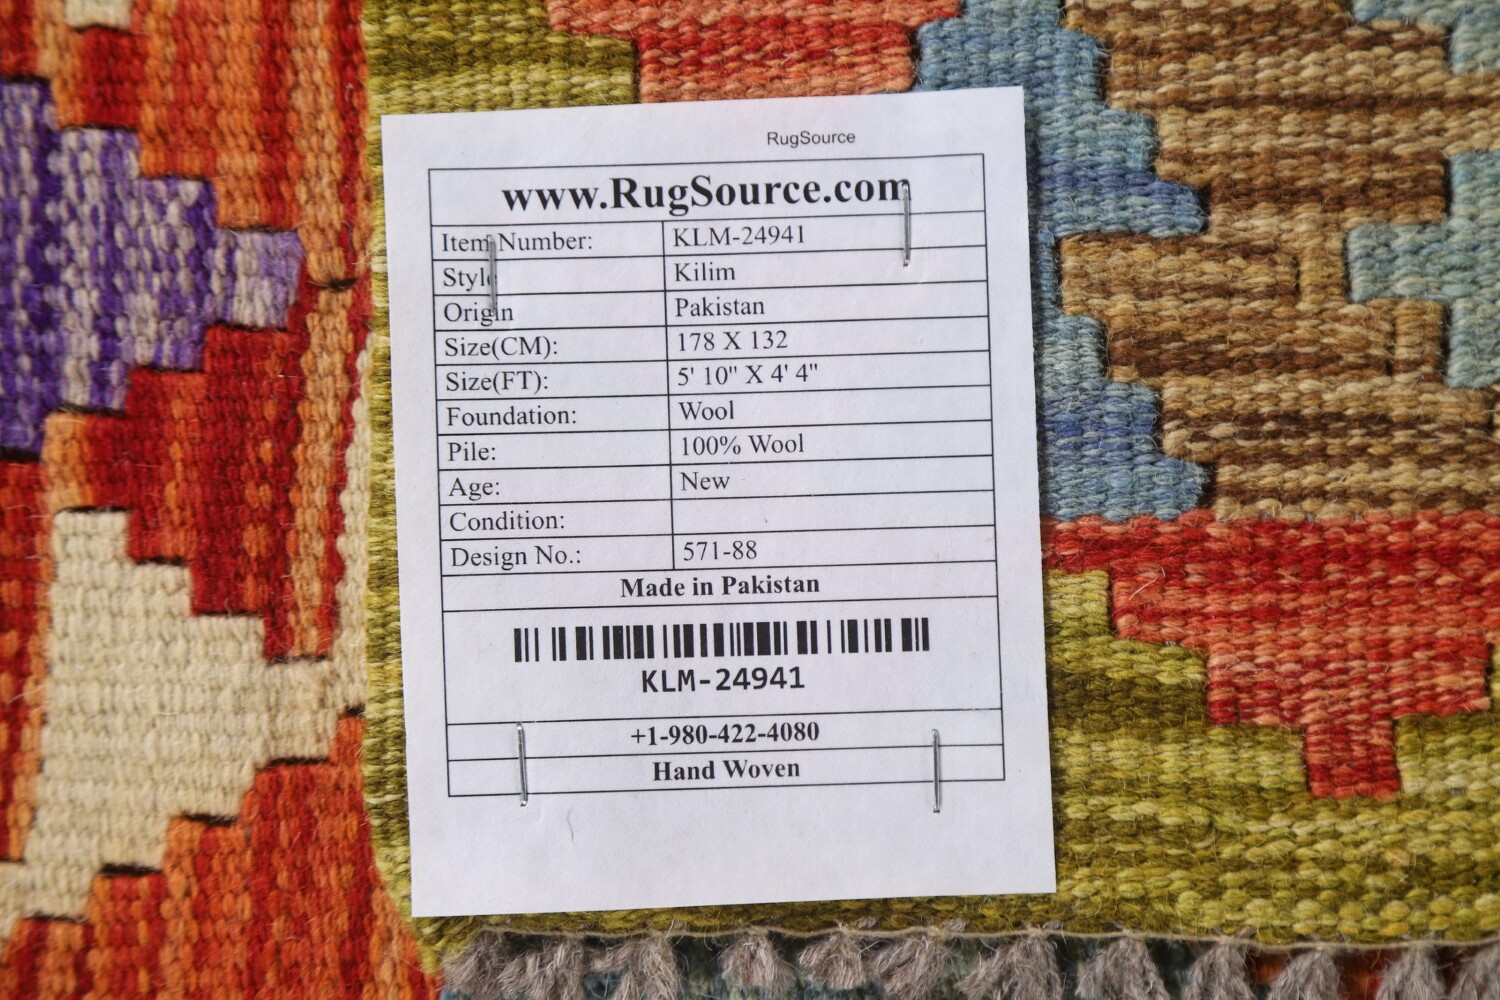 RugSource
www.RugSource.com
Item Number: KLM-24941
Style Kilim
Origin Pakistan
Size(CM): 178 X 132
Size(FT): 5' 10" X 4' 4"
Foundation: Wool
Pile: 100% Wool
Age: New
Condition:
Design No.: 571-88
Made in Pakistan
KLM-24941
+1-980-422-4080
Hand Woven